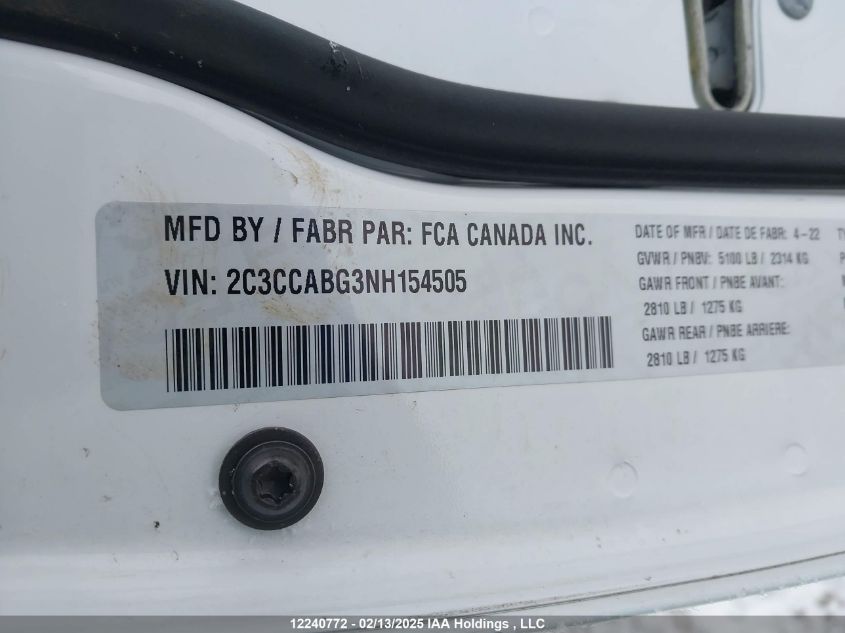 MFD BY / FABR PAR: FCA CANADA INC.
VIN: 2C3CCABG3NH154505
DATE OF MFR / DATE DE FABR: 4-22
GVWR / PNBV: 5100 LB / 2314 KG
GAWR FRONT / PNBE AVANT:
2810 LB / 1275 KG
GAWR REAR / PNBE ARRIERE:
2810 LB / 1275 KG
12240772 - 02/13/2025 IAA Holdings , LLC